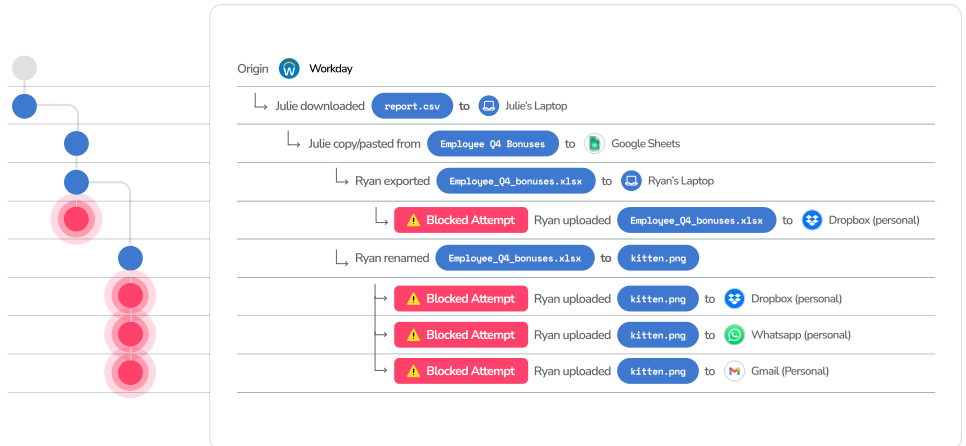 Origin Workday
Julie downloaded report.csv to Julie's Laptop
Julie copy/pasted from Employee Q4 Bonuses to Google Sheets
Ryan exported Employee_Q4_bonuses.xlsx to Ryan's Laptop
Blocked Attempt Ryan uploaded Employee_Q4_bonuses.xlsx to Dropbox (personal)
Ryan renamed Employee_Q4_bonuses.xlsx to kitten.png
Blocked Attempt Ryan uploaded kitten.png to Dropbox (personal)
Blocked Attempt Ryan uploaded kitten.png to Whatsapp (personal)
Blocked Attempt Ryan uploaded kitten.png to Gmail (Personal)